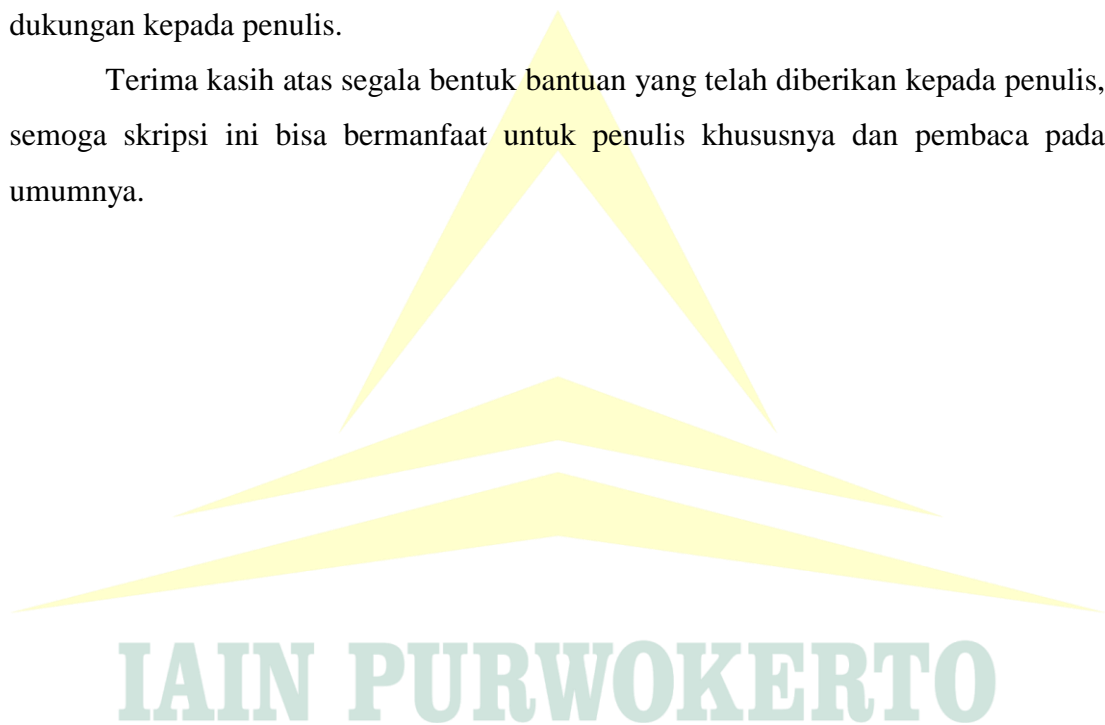 dukungan kepada penulis.
Terima kasih atas segala bentuk bantuan yang telah diberikan kepada penulis,
semoga skripsi ini bisa bermanfaat untuk penulis khususnya dan pembaca pada
umumnya.
IAIN PURWOKERTO